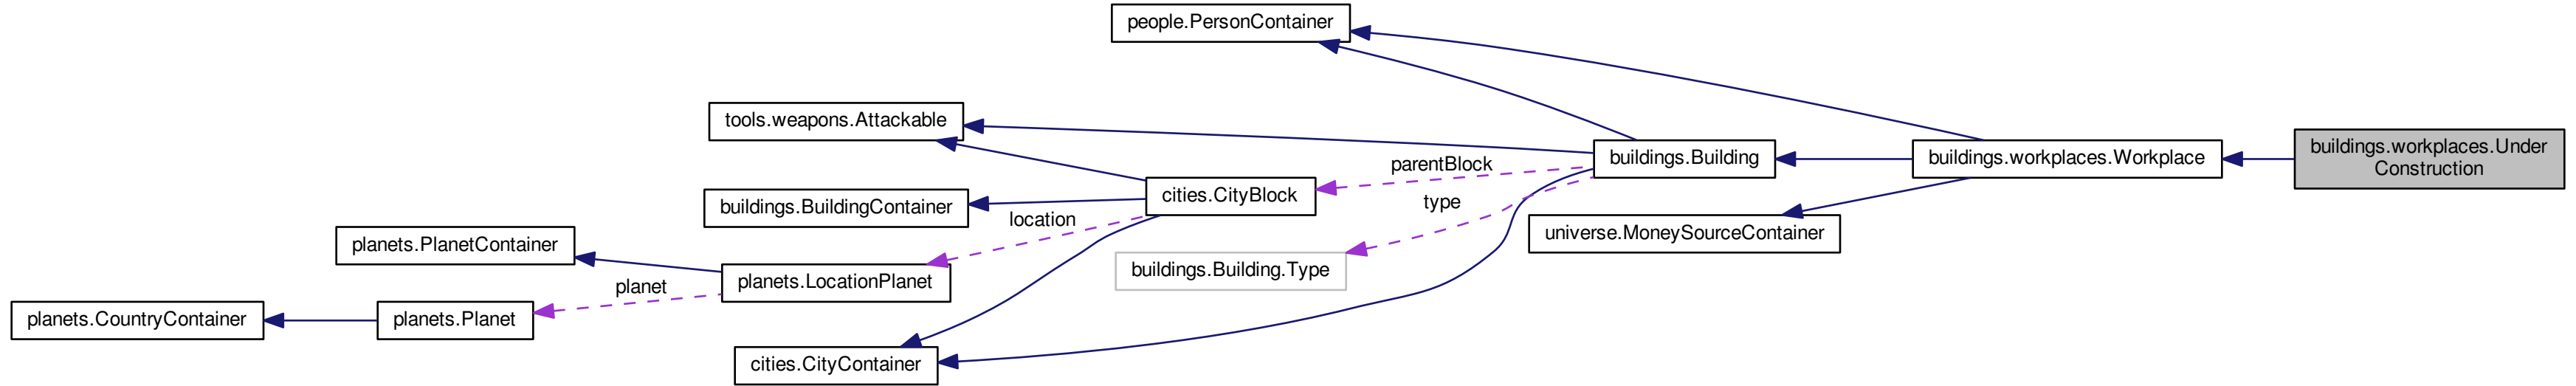 people.PersonContainer
tools.weapons.Attackable
buildings.workplaces.Under
Construction
buildings.Building
buildings.workplaces.Workplace
parentBlock
cities.CityBlock
type
buildings.BuildingContainer
location
universe.MoneySourceContainer
planets.PlanetContainer
buildings.Building.Type
planets.LocationPlanet
planet
planets.CountryContainer
planets.Planet
cities.CityContainer